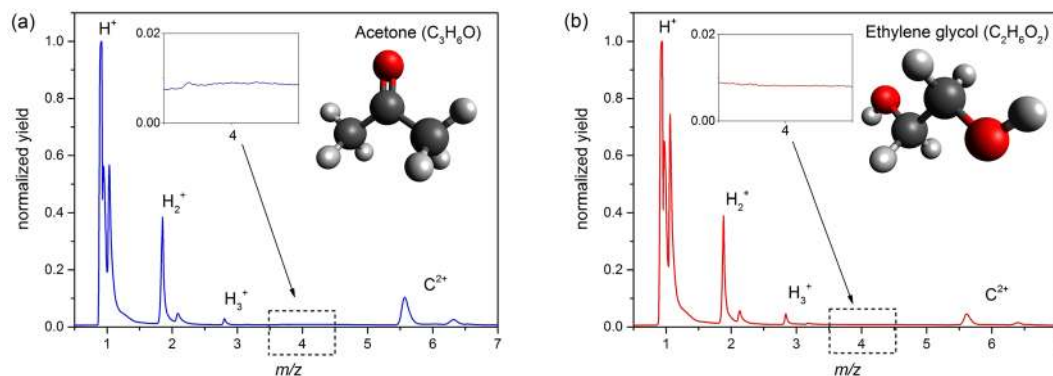 (a)
H⁺
Acetone (C₃H₆O)
normalized yield
1.0
0.8
0.6
0.4
0.2
0.0
0.02
0.00
4
H₂⁺
H₃⁺
C²⁺
1 2 3 4 5 6 7
m/z
(b)
H⁺
Ethylene glycol (C₂H₆O₂)
normalized yield
1.0
0.8
0.6
0.4
0.2
0.0
0.02
0.00
4
H₂⁺
H₃⁺
C²⁺
1 2 3 4 5 6
m/z